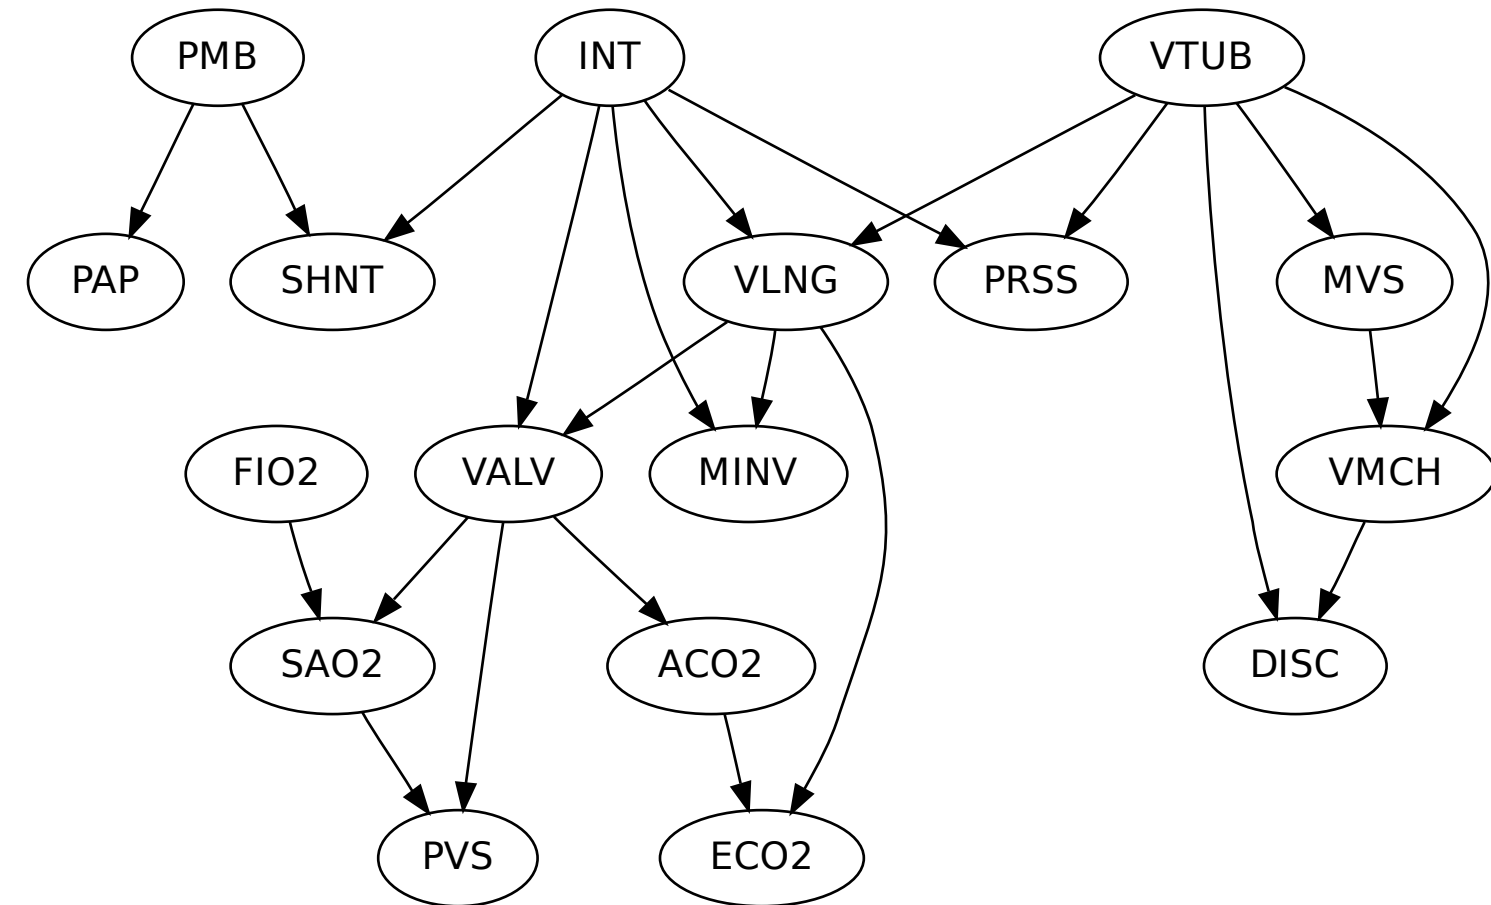 PMB
INT
VTUB
PAP
SHNT
VLNG
PRSS
MVS
FIO2
VALV
MINV
VMCH
SAO2
ACO2
DISC
PVS
ECO2